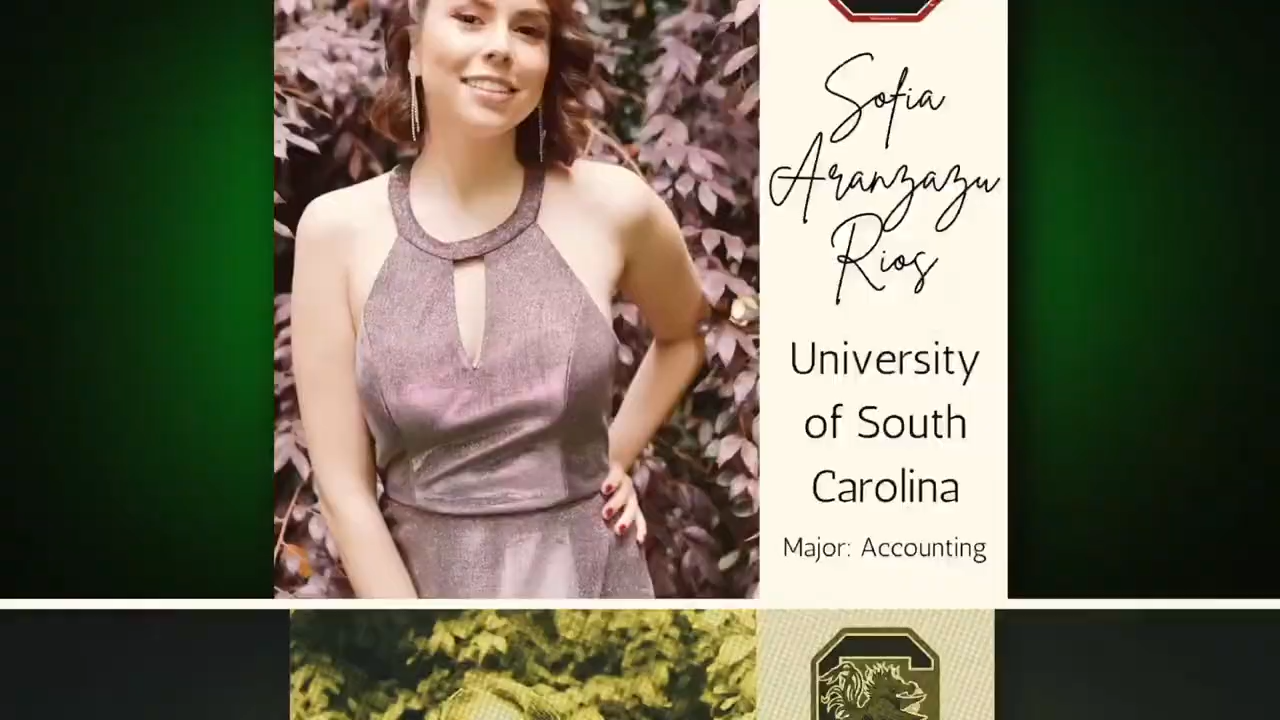 Sofia
Aranzazu
Rios
University
of South
Carolina
Major: Accounting